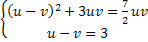 (u − v)² + 3uv = 7/2 uv
u − v = 3